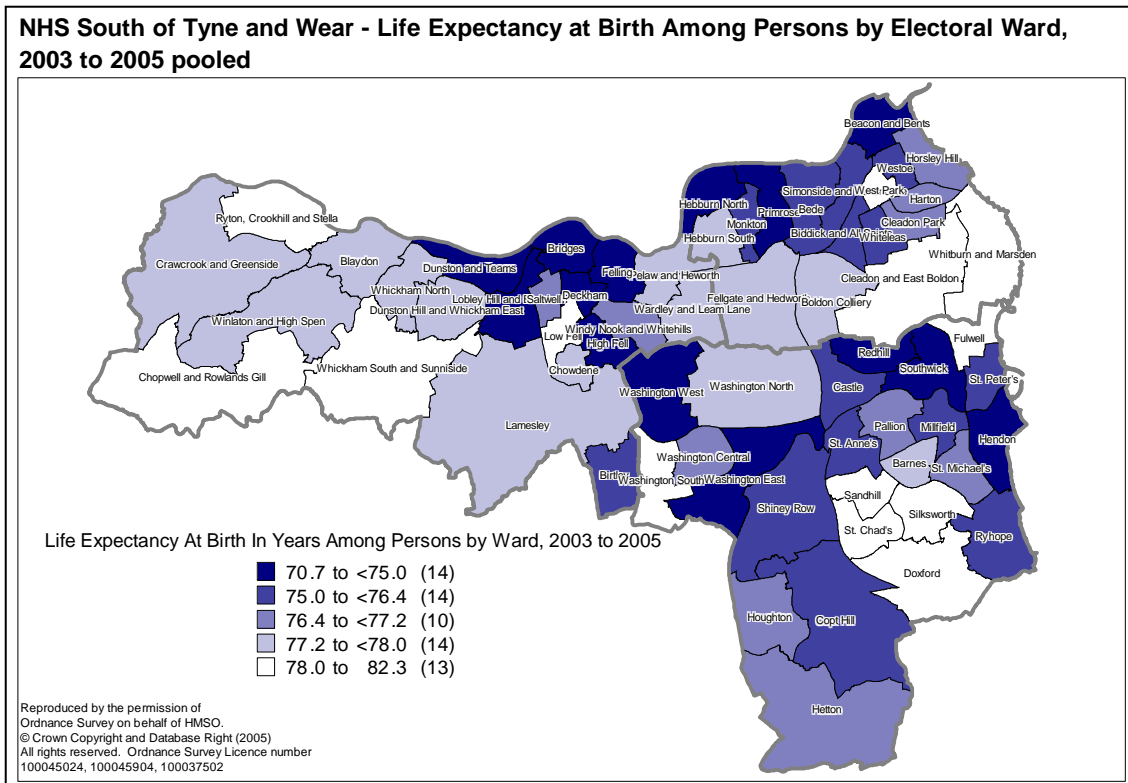 NHS South of Tyne and Wear - Life Expectancy at Birth Among Persons by Electoral Ward,
2003 to 2005 pooled
Beacon and Bents
Horsley Hill
Westoe
Simonside and
West Park
Harton
Hebburn North
Primrose
Bede
Cleadon Park
Monkton
Biddick and All
Whiteleas
Hebburn South
Ryton, Crookhill and Stella
Whitburn and Marsden
Bridges
Crawcrook and Greenside
Blaydon
Dunston and Teams
Felling
Pelaw and Heworth
Cleadon and East Boldon
Whickham North
Lobley Hill and
Saltwell
Deckham
Fellgate and Hedworth
Boldon Colliery
Dunston Hill and Whickham East
Wardley and Leam Lane
Winlaton and High Spen
Windy Nook and Whitehills
Low Fell
High Fell
Fulwell
Redhill
Southwick
Chopwell and Rowlands Gill
Whickham South and Sunniside
Chowdene
St. Peter's
Washington West
Washington North
Castle
Lamesley
Pallion
Millfield
Hendon
St. Anne's
Washington Central
Barnes
St. Michael's
Birtley
Washington South
Washington East
Sandhill
Shiney Row
Silksworth
St. Chad's
Ryhope
Doxford
Houghton
Copt Hill
Hetton
Life Expectancy At Birth In Years Among Persons by Ward, 2003 to 2005
70.7 to <75.0 (14)
75.0 to <76.4 (14)
76.4 to <77.2 (10)
77.2 to <78.0 (14)
78.0 to 82.3 (13)
Reproduced by the permission of
Ordnance Survey on behalf of HMSO.
© Crown Copyright and Database Right (2005)
All rights reserved. Ordnance Survey Licence number
100045024, 100045904, 100037502